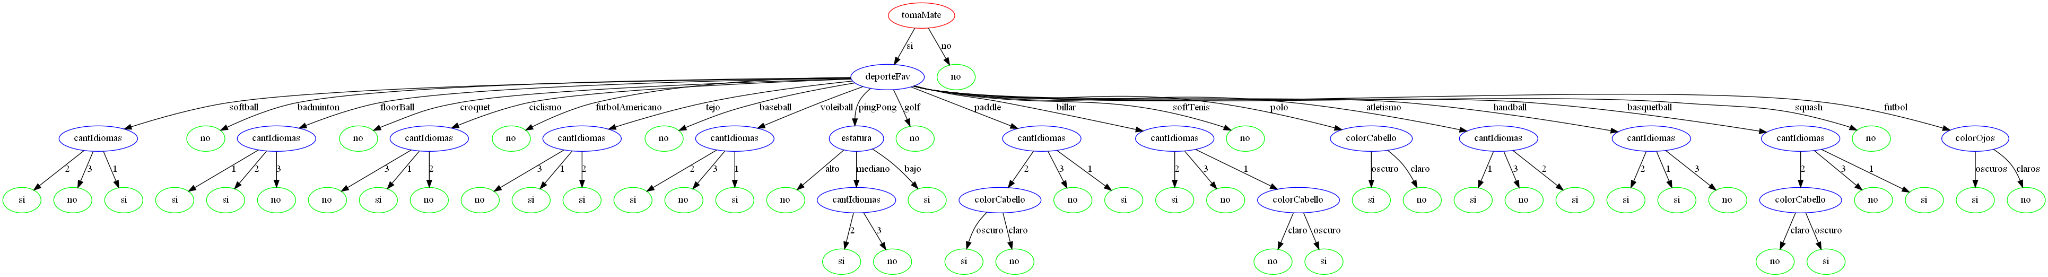 tomaMate
si no
deporteFav no
softball badminton floorBall croquet ciclismo futbolAmericano tejo baseball voleiball pingPong golf paddle billar softTenis polo atletismo handball basquetball squash futbol
cantIdiomas no cantIdiomas no cantIdiomas no cantIdiomas no cantIdiomas estatura no cantIdiomas cantIdiomas no colorCabello cantIdiomas cantIdiomas cantIdiomas no colorOjos
2 3 1 1 2 3 3 1 2 3 1 2 2 3 1 alto mediano bajo 2 3 1 2 3 1 oscuro claro 1 3 2 2 1 3 2 3 1 oscuros claros
si no si si si no no si no no si si si no si no cantIdiomas si colorCabello no si si no colorCabello si no si no si si si no colorCabello no si si no
2 3 oscuro claro claro oscuro claro oscuro
si no si no no si no si